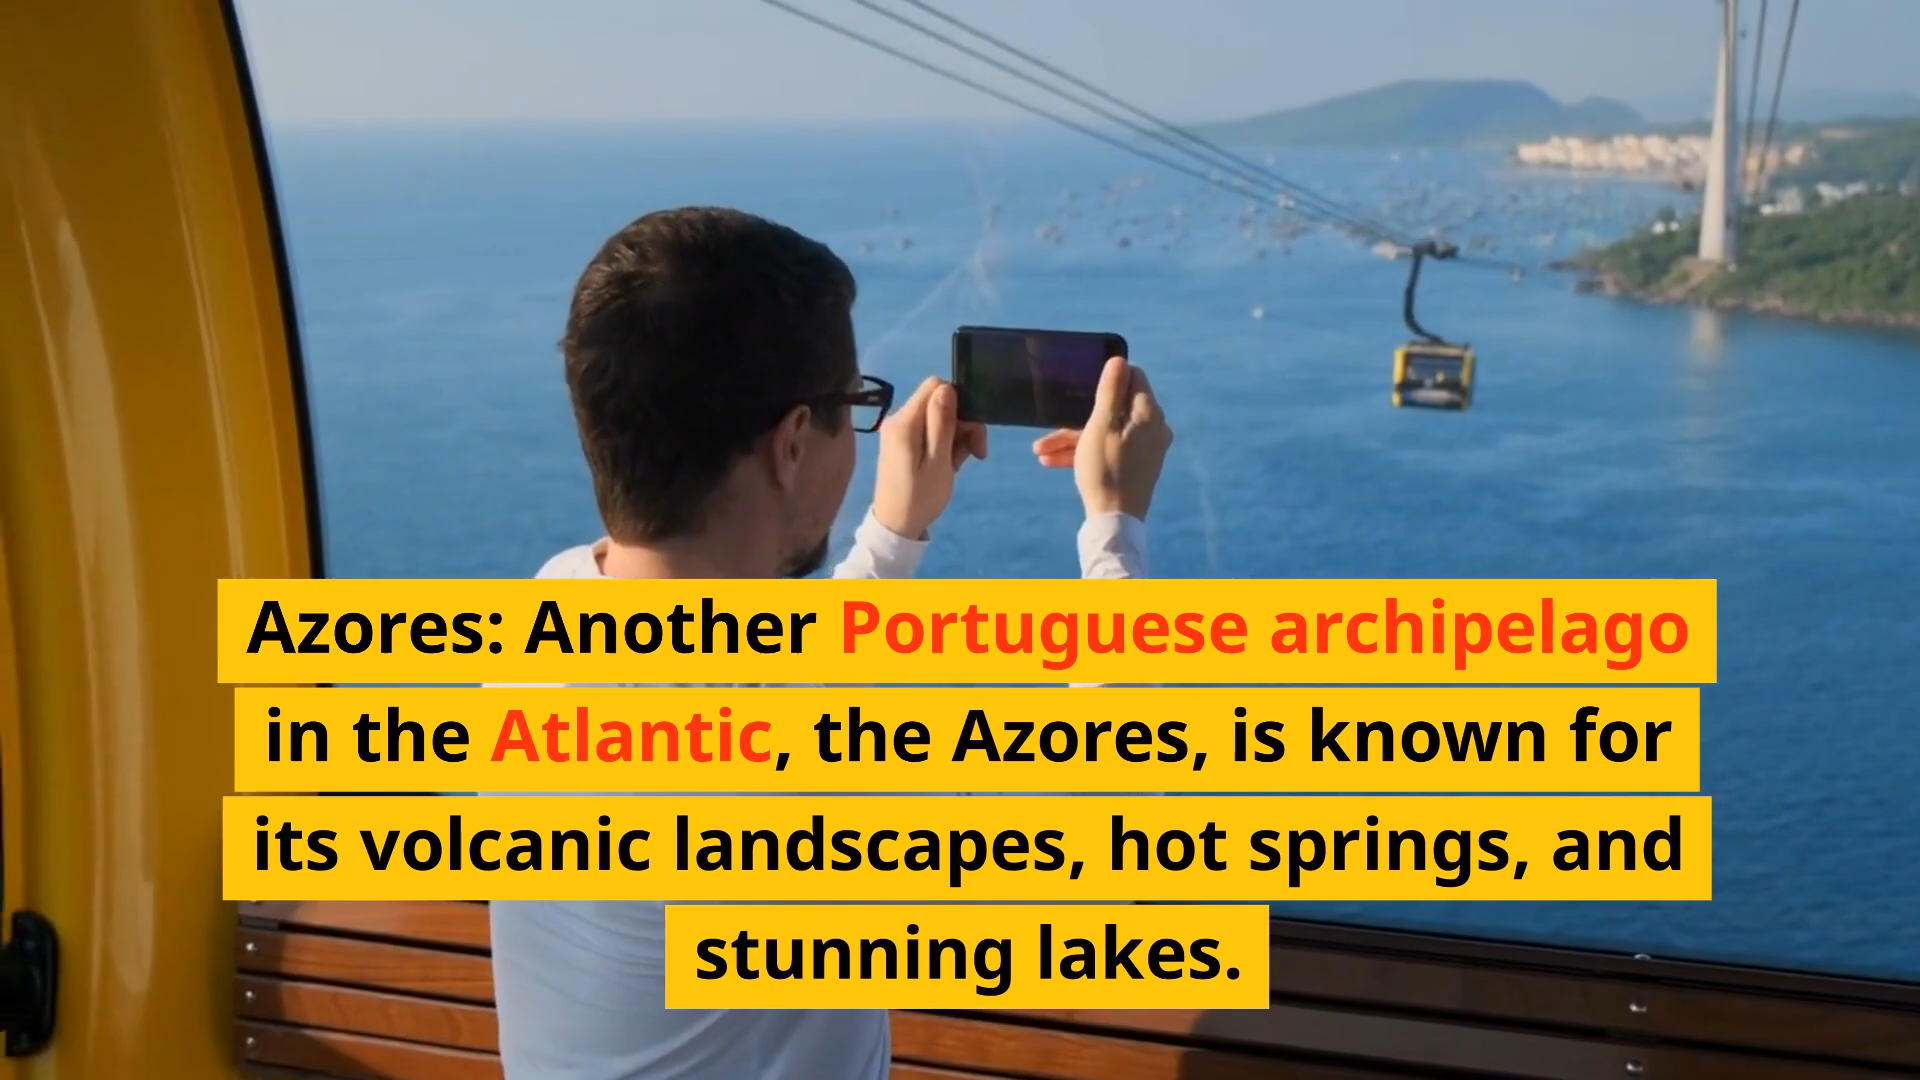 Azores: Another Portuguese archipelago
in the Atlantic, the Azores, is known for
its volcanic landscapes, hot springs, and
stunning lakes.